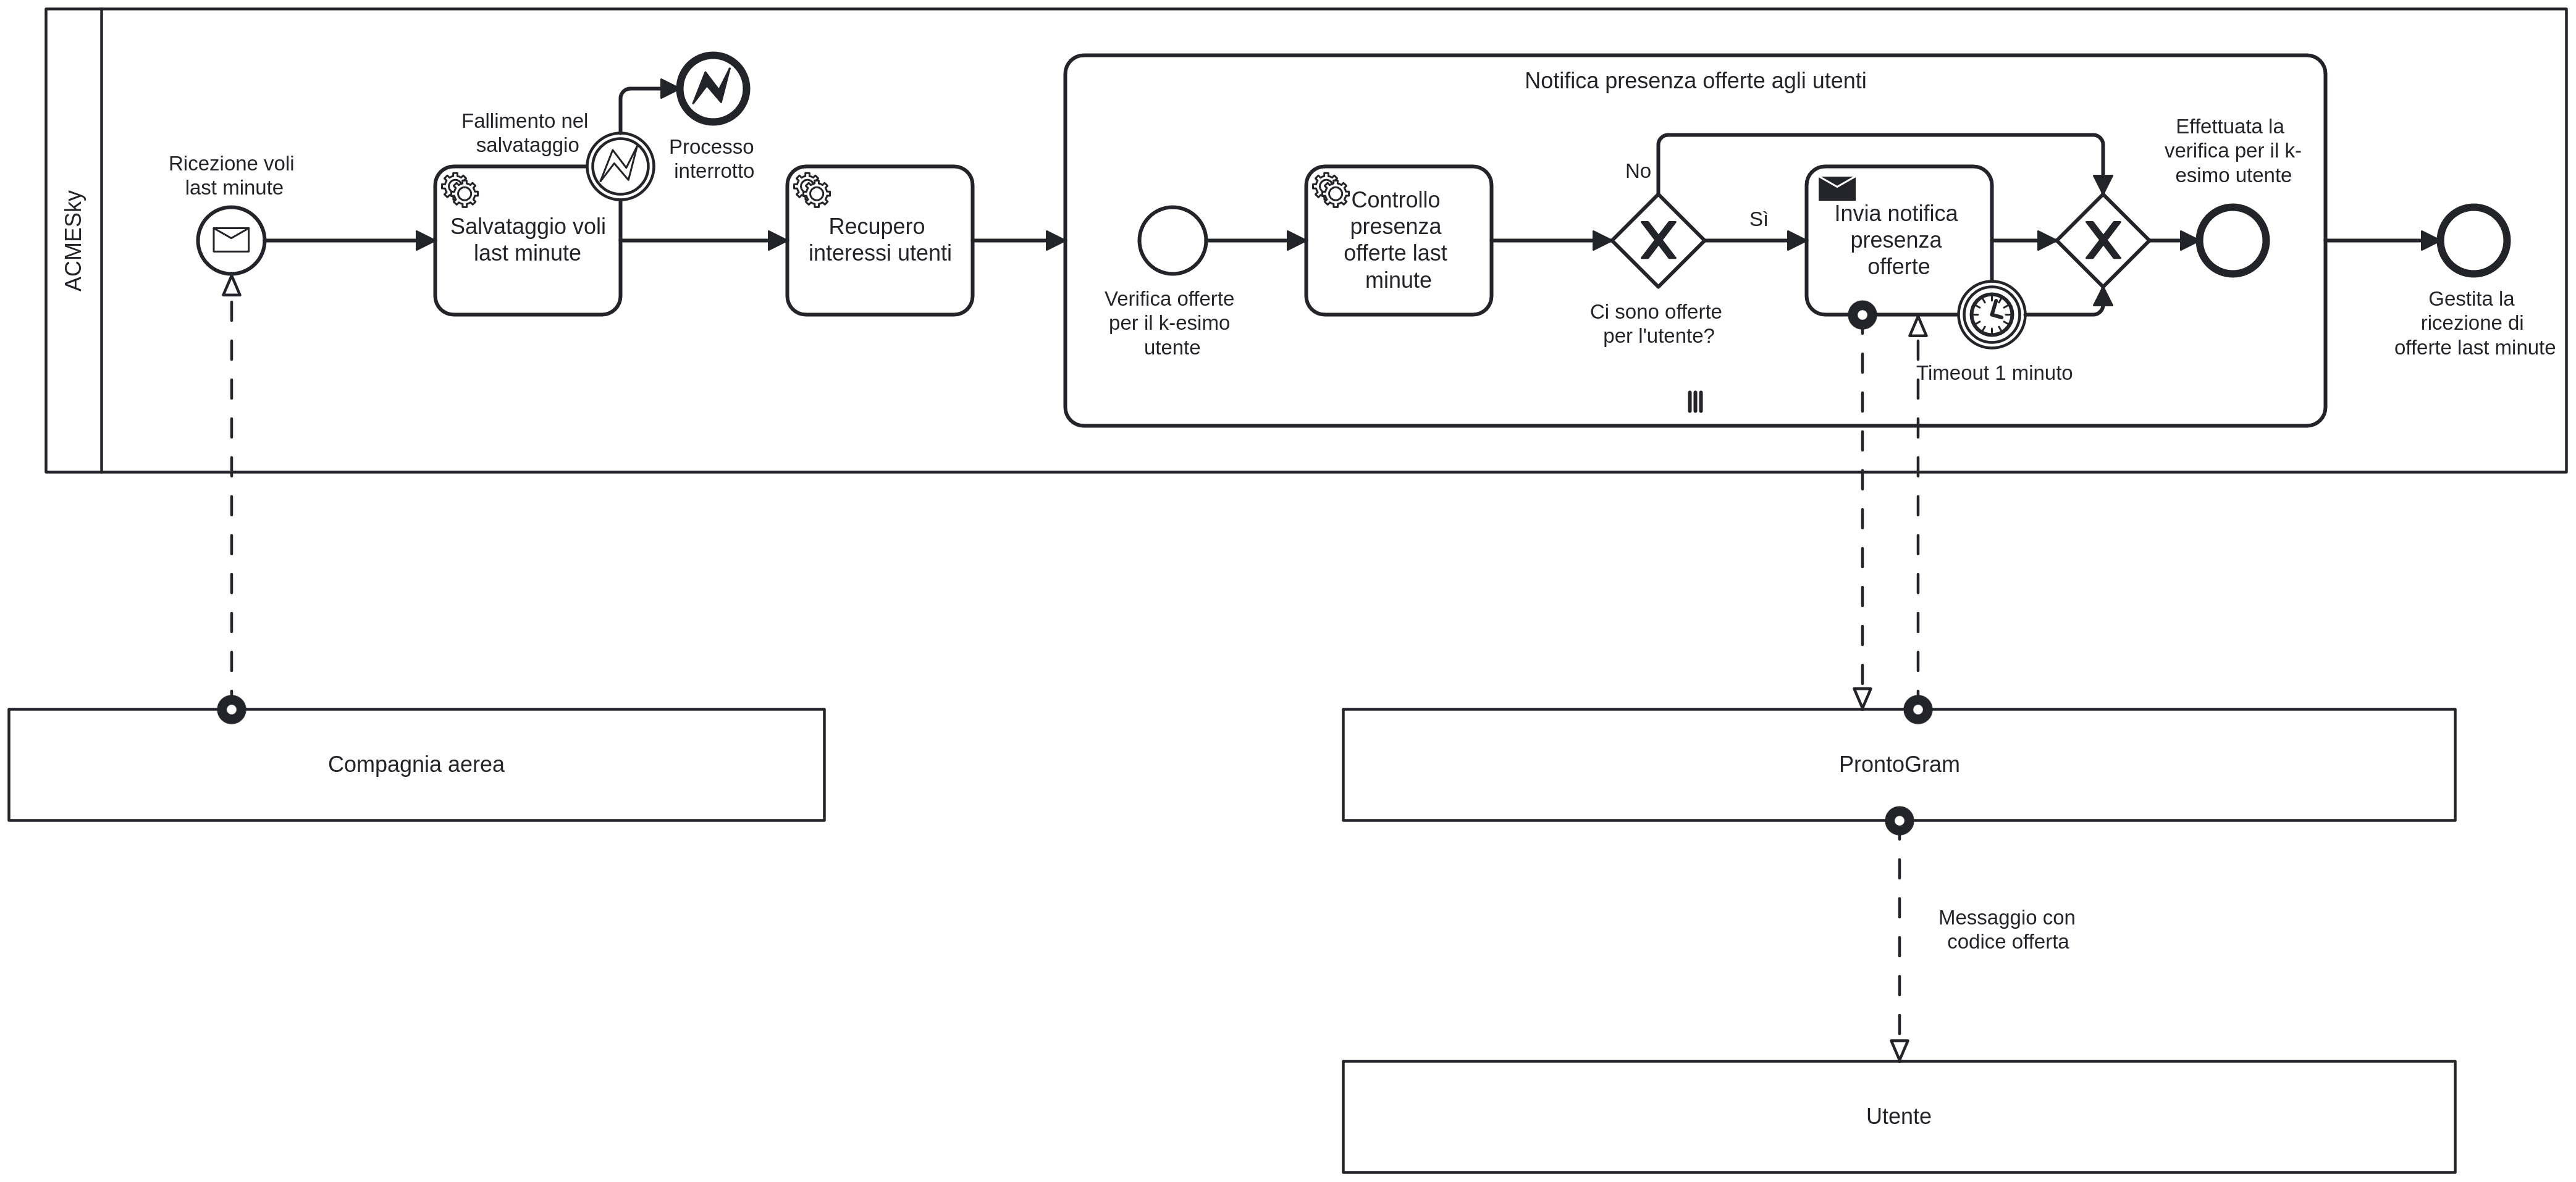 ACMESky
Ricezione voli
last minute
Fallimento nel
salvataggio
Processo
interrotto
Salvataggio voli
last minute
Recupero
interessi utenti
Notifica presenza offerte agli utenti
Verifica offerte
per il k-esimo
utente
Controllo
presenza
offerte last
minute
No
Sì
Ci sono offerte
per l'utente?
Invia notifica
presenza
offerte
Timeout 1 minuto
Effettuata la
verifica per il k-
esimo utente
Gestita la
ricezione di
offerte last minute
Compagnia aerea
ProntoGram
Messaggio con
codice offerta
Utente